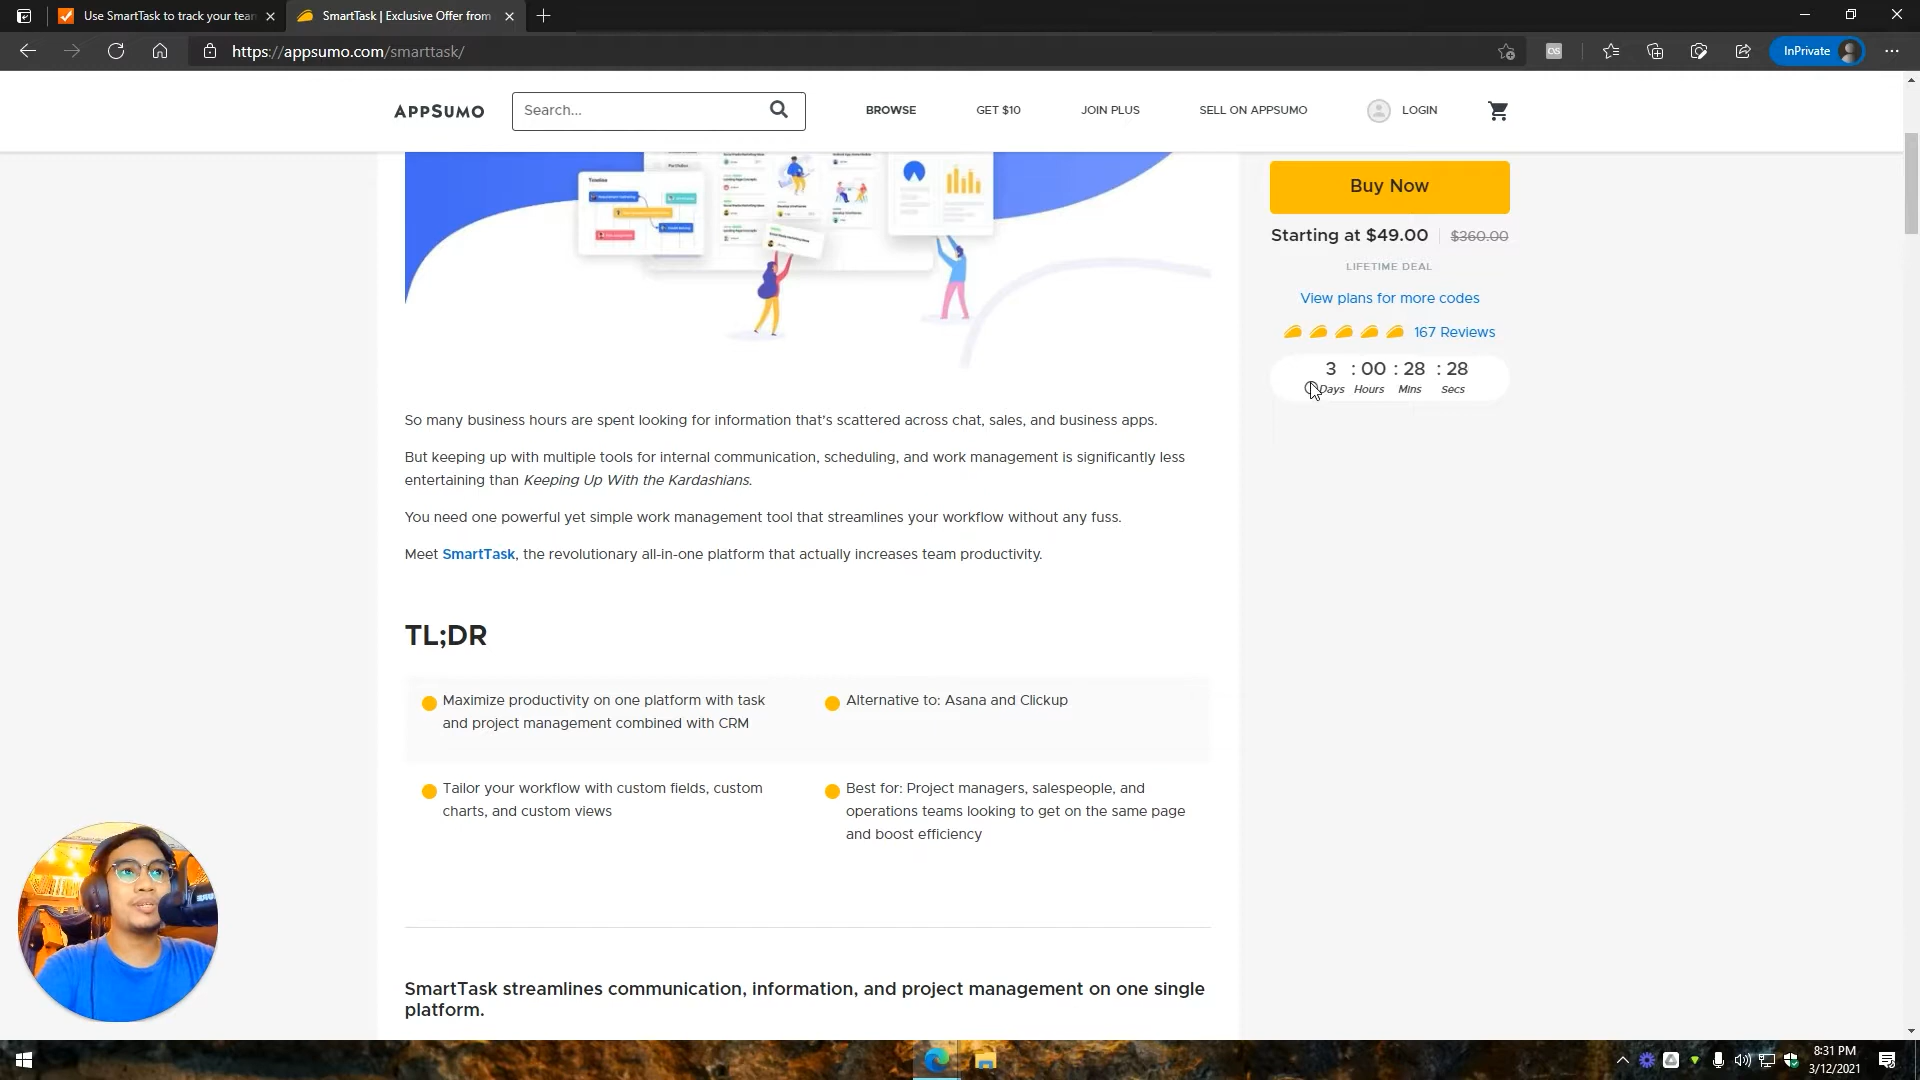 Use SmartTask to track your tean
SmartTask | Exclusive Offer from
https://appsumo.com/smarttask/
InPrivate
APPSUMO
Search...
BROWSE
GET $10
JOIN PLUS
SELL ON APPSUMO
LOGIN
Timeline
Buy Now
Starting at $49.00
$360.00
LIFETIME DEAL
View plans for more codes
167 Reviews
3 : 00 : 28 : 28
Days Hours Mins Secs
So many business hours are spent looking for information that's scattered across chat, sales, and business apps.
But keeping up with multiple tools for internal communication, scheduling, and work management is significantly less
entertaining than Keeping Up With the Kardashians.
You need one powerful yet simple work management tool that streamlines your workflow without any fuss.
Meet SmartTask, the revolutionary all-in-one platform that actually increases team productivity.
TL;DR
Maximize productivity on one platform with task
and project management combined with CRM
Alternative to: Asana and Clickup
Tailor your workflow with custom fields, custom
charts, and custom views
Best for: Project managers, salespeople, and
operations teams looking to get on the same page
and boost efficiency
SmartTask streamlines communication, information, and project management on one single
platform.
8:31 PM
3/12/2021